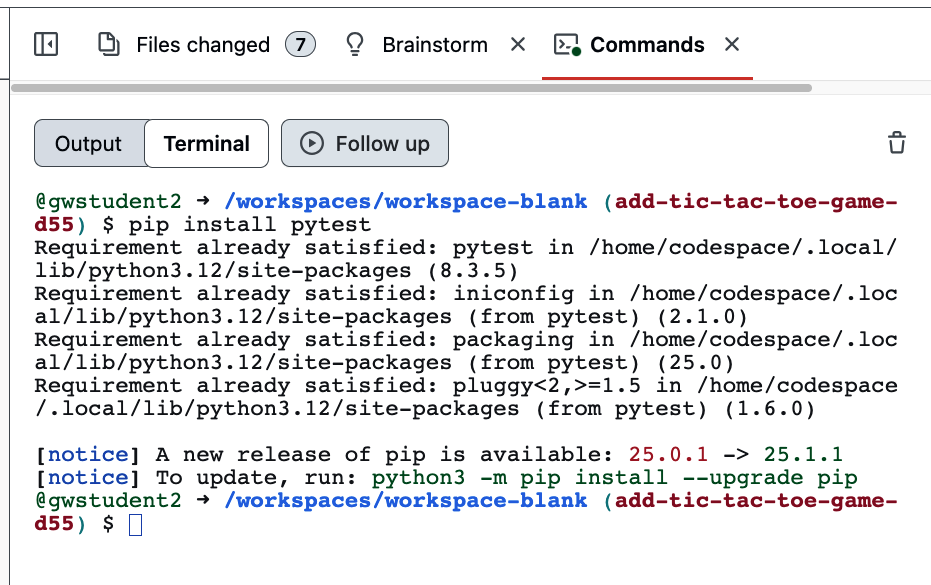 Files changed 7 Brainstorm Commands
Output Terminal Follow up
@gwstudent2 ➜ /workspaces/workspace-blank (add-tic-tac-toe-game-
d55) $ pip install pytest
Requirement already satisfied: pytest in /home/codespace/.local/
lib/python3.12/site-packages (8.3.5)
Requirement already satisfied: iniconfig in /home/codespace/.loc
al/lib/python3.12/site-packages (from pytest) (2.1.0)
Requirement already satisfied: packaging in /home/codespace/.loc
al/lib/python3.12/site-packages (from pytest) (25.0)
Requirement already satisfied: pluggy<2,>=1.5 in /home/codespace
/.local/lib/python3.12/site-packages (from pytest) (1.6.0)
[notice] A new release of pip is available: 25.0.1 -> 25.1.1
[notice] To update, run: python3 -m pip install --upgrade pip
@gwstudent2 ➜ /workspaces/workspace-blank (add-tic-tac-toe-game-
d55) $